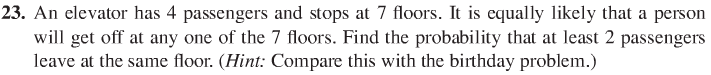 23. An elevator has 4 passengers and stops at 7 floors. It is equally likely that a person
will get off at any one of the 7 floors. Find the probability that at least 2 passengers
leave at the same floor. (Hint: Compare this with the birthday problem.)